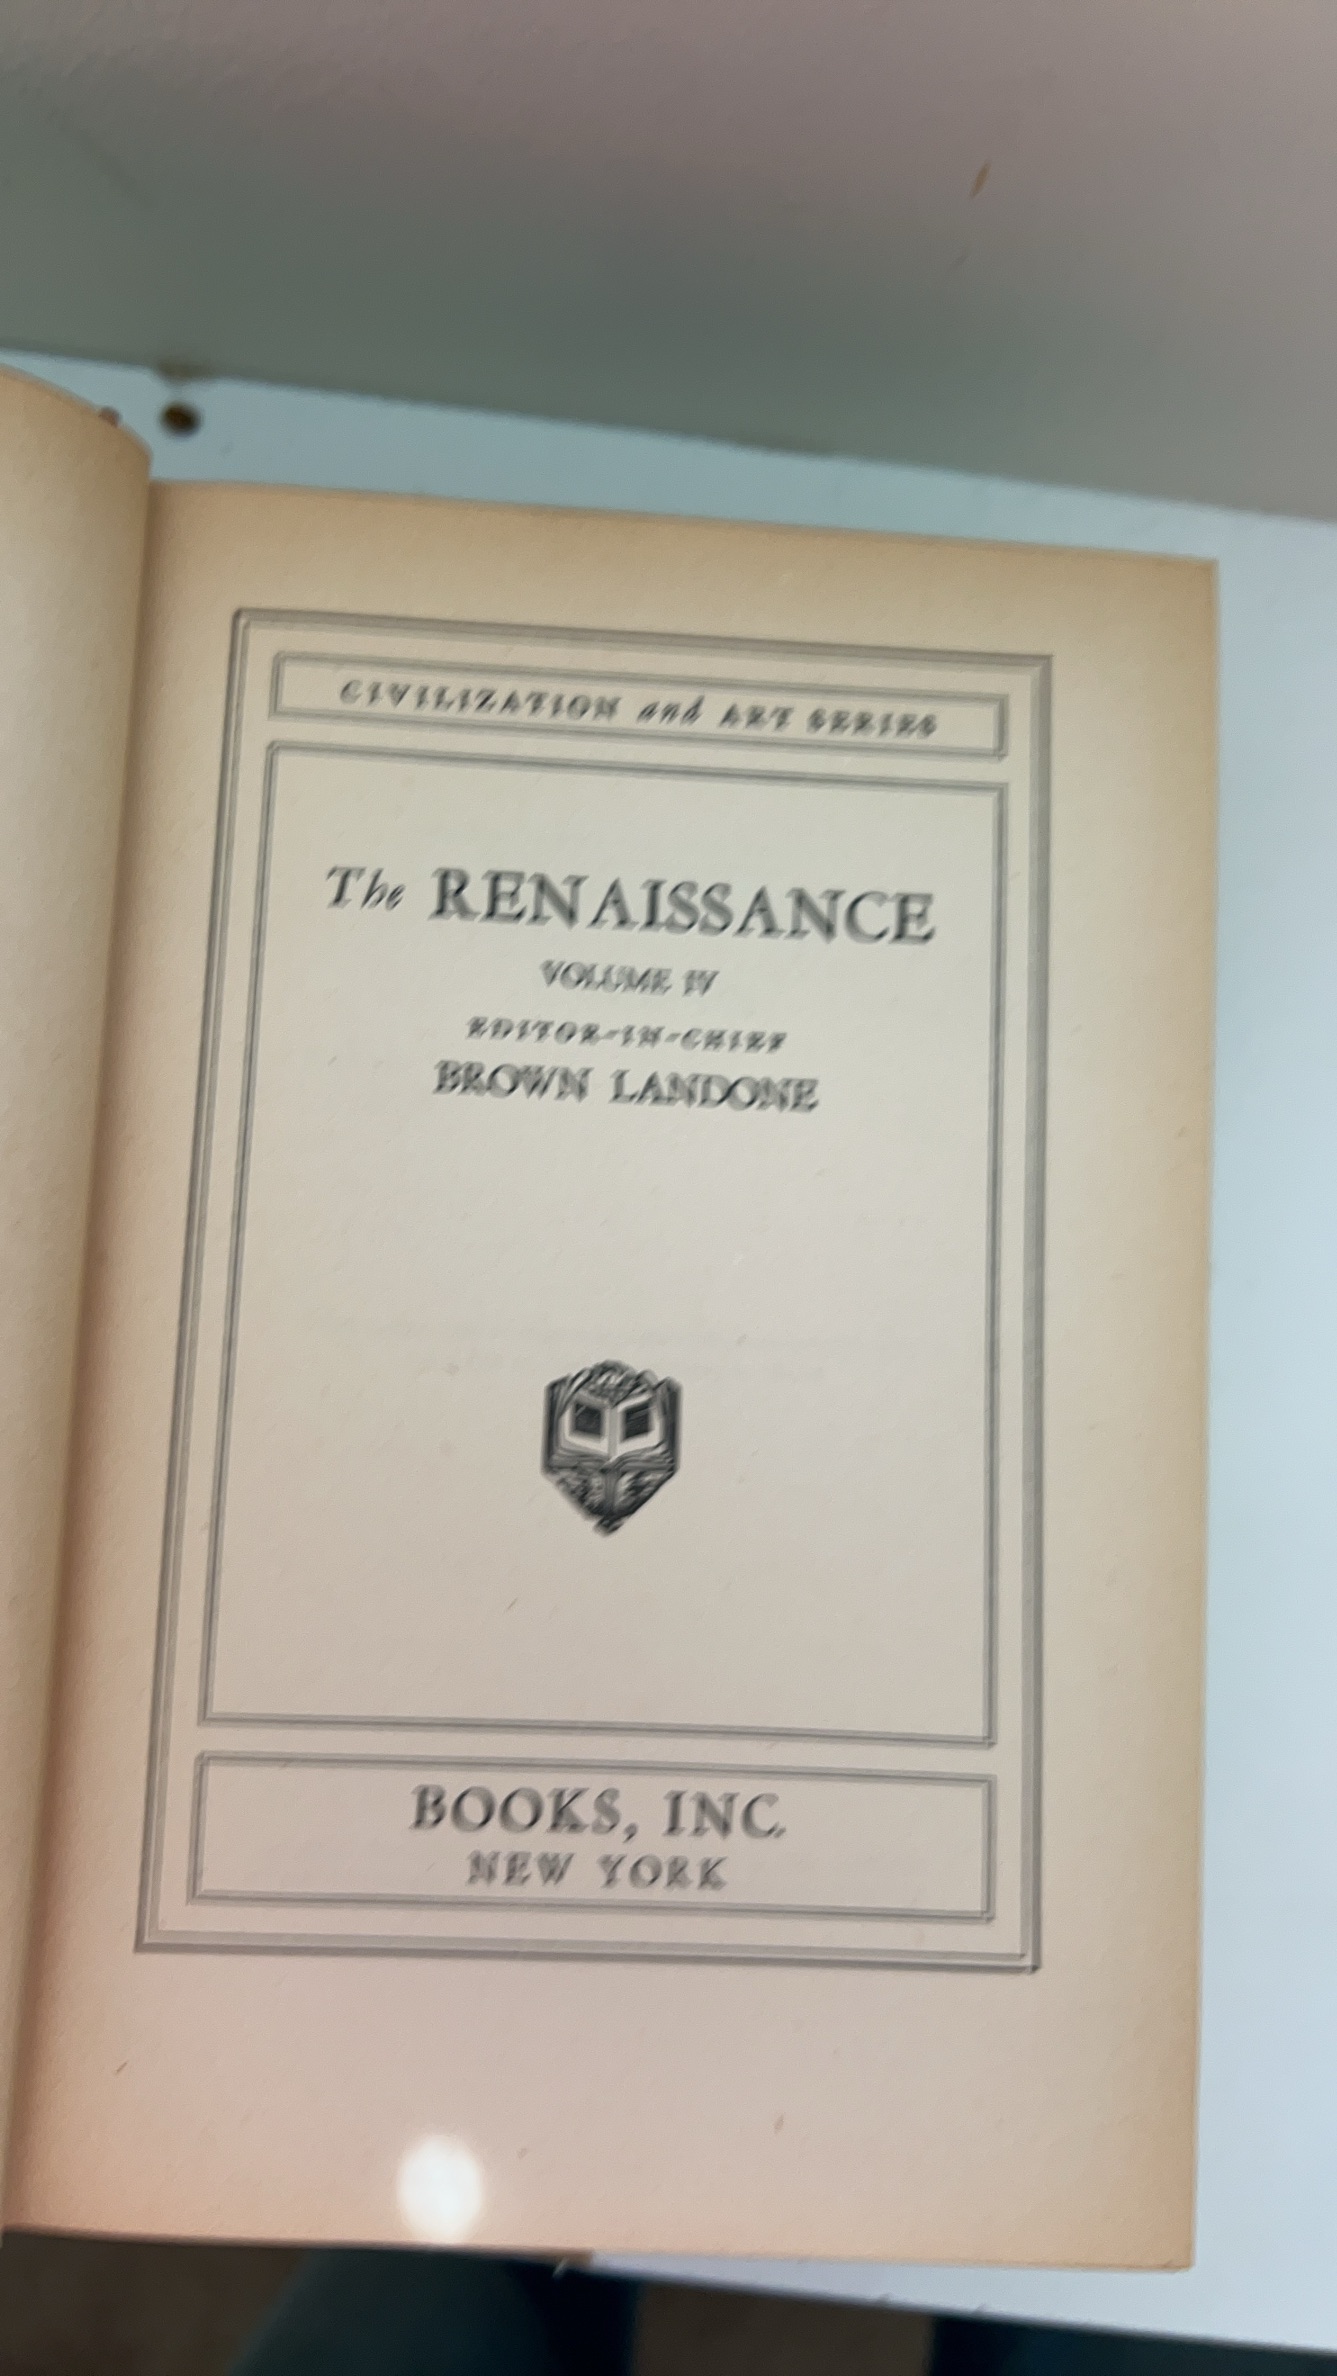 CIVILIZATION and ART SERIES
The RENAISSANCE
VOLUME IV
EDITOR-IN-CHIEF
BROWN LANDONE
BOOKS, INC.
NEW YORK